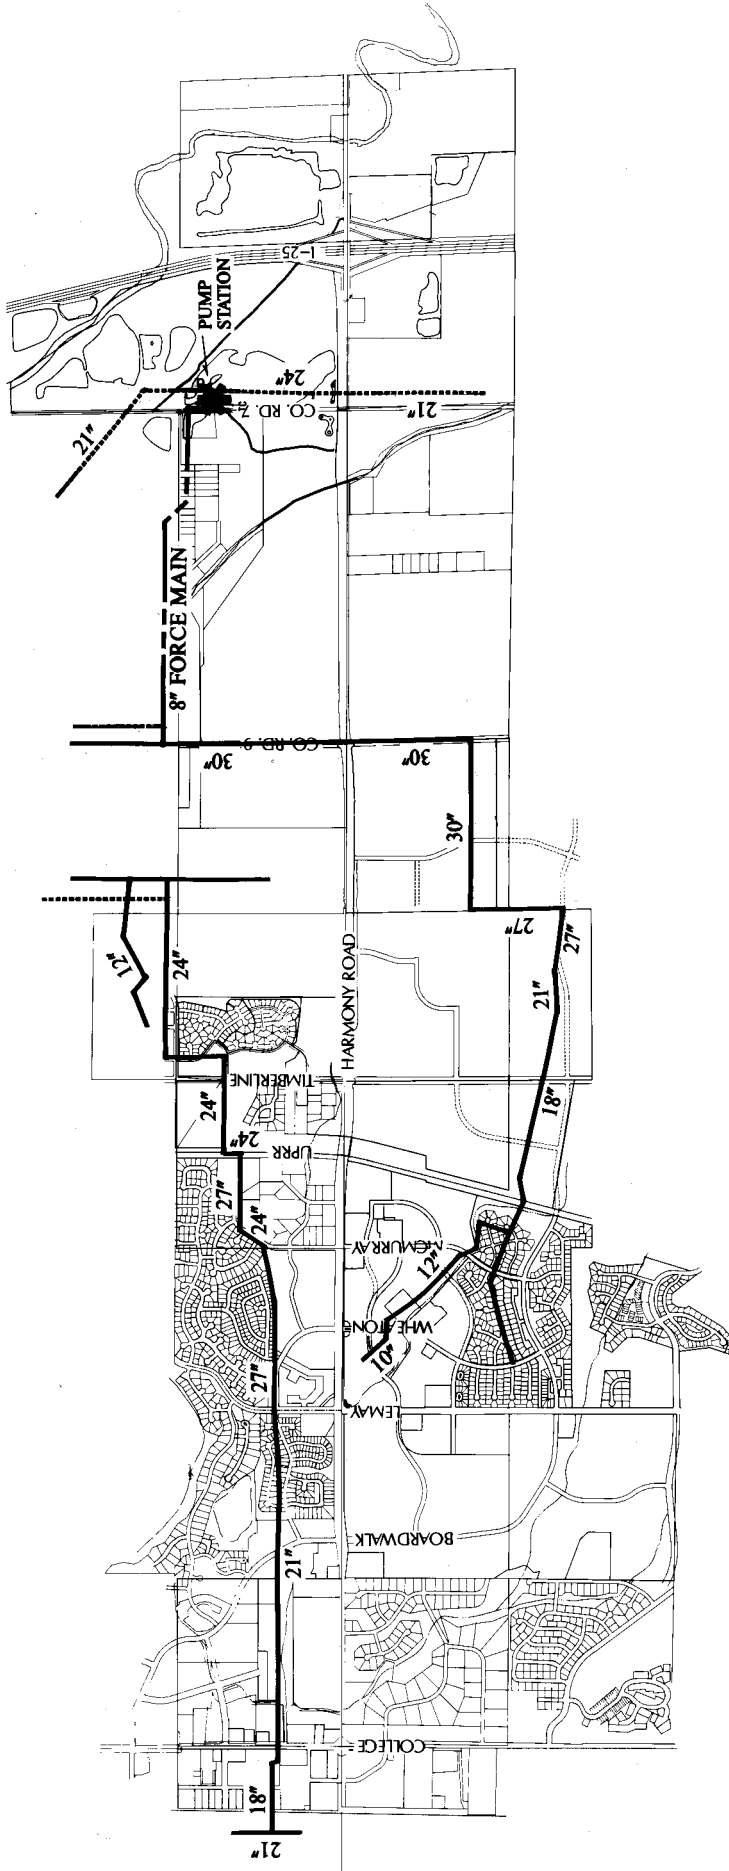 I-25
PUMP
STATION
24"
CO. RD. 7
21"
21"
8" FORCE MAIN
CO. RD. 9
30"
30"
30"
27"
27"
12"
24"
21"
HARMONY ROAD
TIMBERLINE
24"
18"
24"
UPRR
27"
24"
MCMURRAY
12"
WHEATON
10"
27"
LEMAY
BOARDWALK
21"
COLLEGE
18"
21"